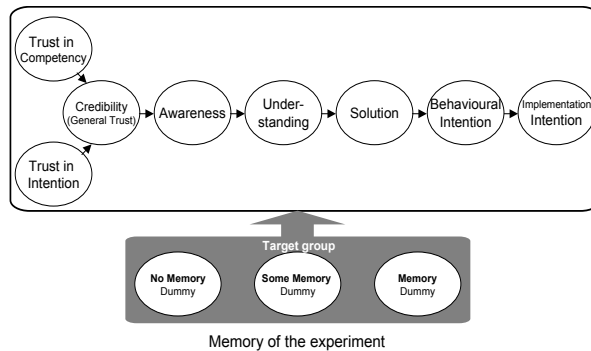 Trust in
Competency
Credibility
(General Trust)
Awareness
Under-
standing
Solution
Behavioural
Intention
Implementation
Intention
Trust in
Intention
Target group
No Memory
Dummy
Some Memory
Dummy
Memory
Dummy
Memory of the experiment